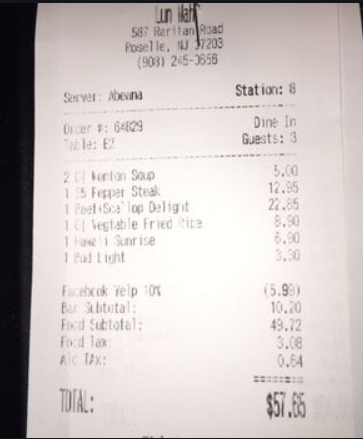 Lun Wah
587 Raritan Road
Roselle, NJ 07203
(908) 245-3656
Server: Abeana
Station: 8
Order #: 64829
Dine In
Table: E2
Guests: 3
2 Wonton Soup 5.00
1 Pepper Steak 12.95
1 Beef+Scallop Delight 22.85
1 Vegtable Fried Rice 8.90
1 Hawaii Sunrise 6.90
1 Bud Light 3.30
Facebook Yelp 10% (5.99)
Bar Subtotal: 10.20
Food Subtotal: 49.72
Food Tax: 3.08
Alc TAx: 0.64
=======
TOTAL: $57.65